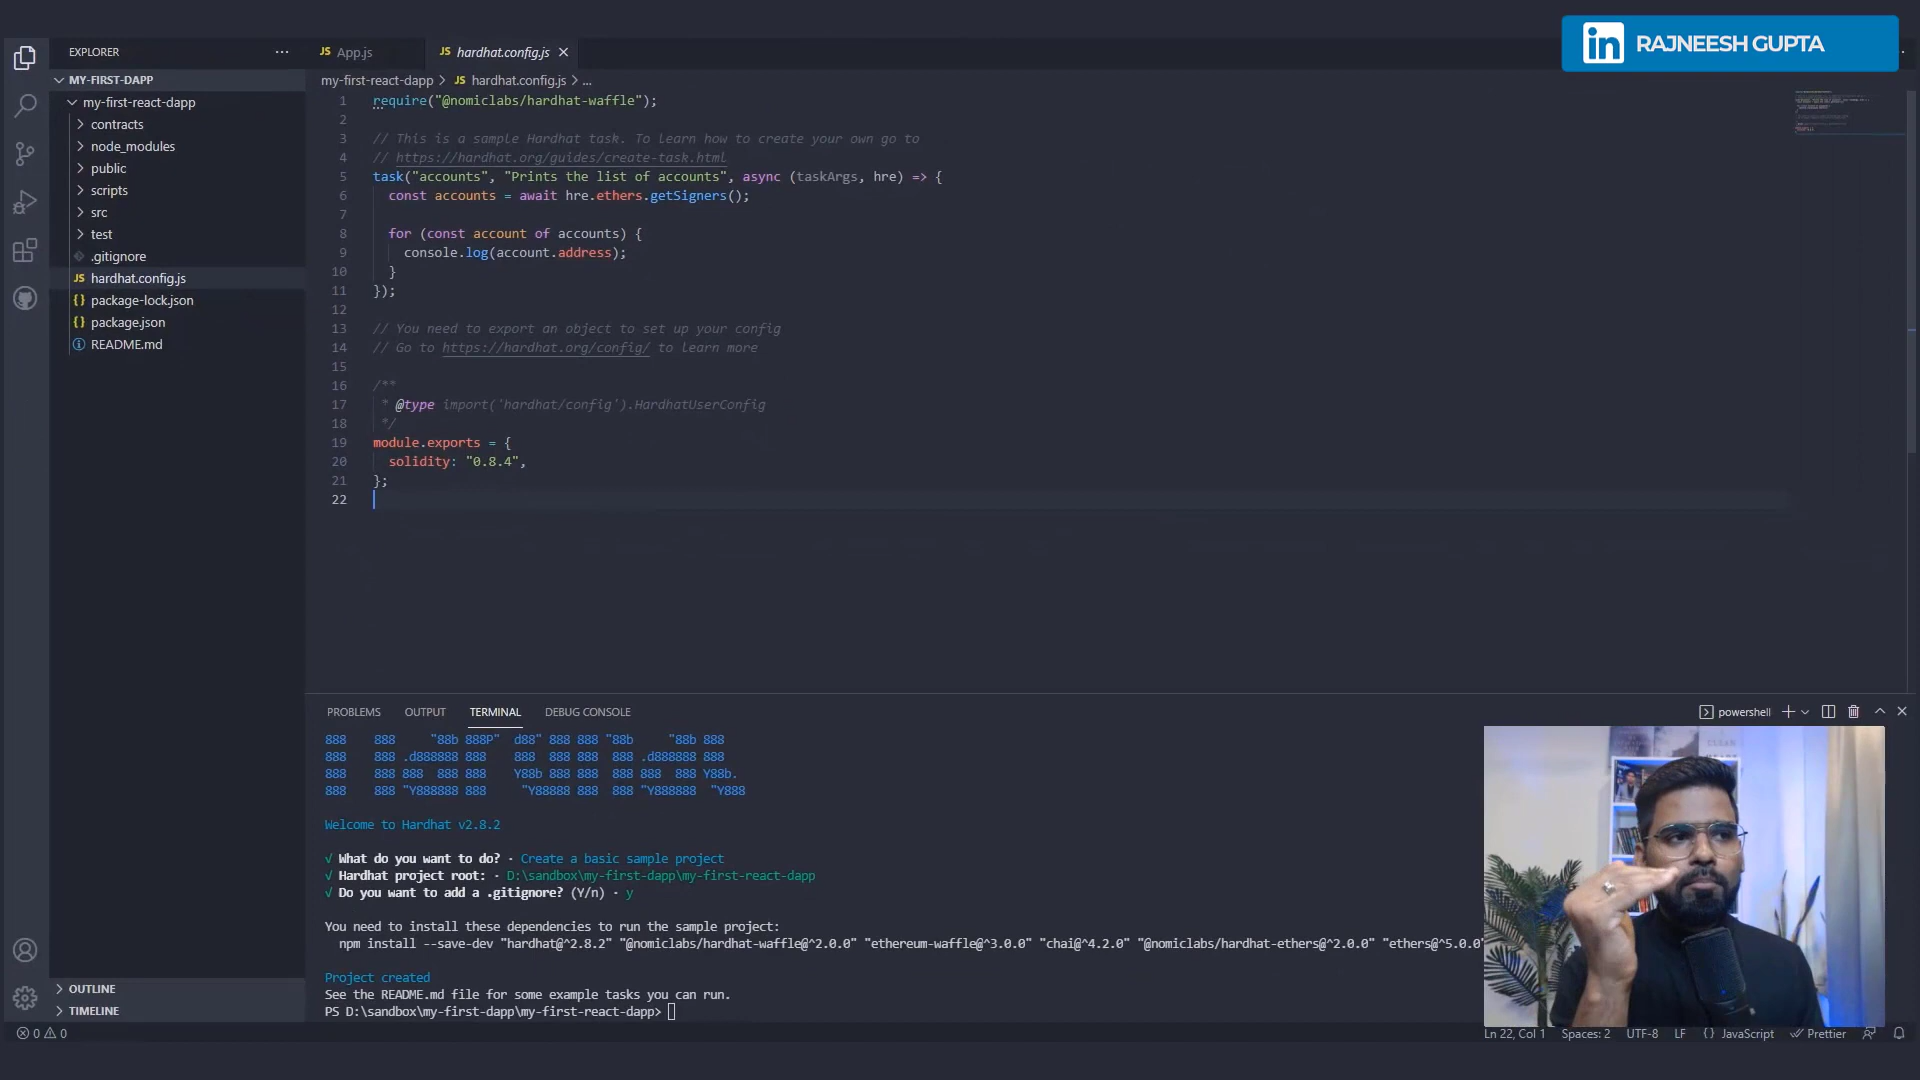 in RAJNEESH GUPTA
EXPLORER
MY-FIRST-DAPP
my-first-react-dapp
contracts
node_modules
public
scripts
src
test
.gitignore
JS hardhat.config.js
{} package-lock.json
{} package.json
README.md
OUTLINE
TIMELINE
JS App.js
JS hardhat.config.js
my-first-react-dapp > JS hardhat.config.js > ...
1 require("@nomiclabs/hardhat-waffle");
2
3 // This is a sample Hardhat task. To learn how to create your own go to
4 // https://hardhat.org/guides/create-task.html
5 task("accounts", "Prints the list of accounts", async (taskArgs, hre) => {
6 const accounts = await hre.ethers.getSigners();
7
8 for (const account of accounts) {
9 console.log(account.address);
10 }
11 });
12
13 // You need to export an object to set up your config
14 // Go to https://hardhat.org/config/ to learn more
15
16 /**
17 * @type import('hardhat/config').HardhatUserConfig
18 */
19 module.exports = {
20 solidity: "0.8.4",
21 };
22
PROBLEMS OUTPUT TERMINAL DEBUG CONSOLE
powershell
888 888 "88b 888P" d88" 888 888 "88b "88b 888
888 888 .d888888 888 888 888 888 .d888888 888
888 888 888 888 888 Y88b 888 888 888 888 888 Y88b.
888 888 "Y888888 888 "Y88888 888 888 "Y888888 "Y888
Welcome to Hardhat v2.8.2
√ What do you want to do? · Create a basic sample project
√ Hardhat project root: · D:\sandbox\my-first-dapp\my-first-react-dapp
√ Do you want to add a .gitignore? (Y/n) · y
You need to install these dependencies to run the sample project:
npm install --save-dev "hardhat@^2.8.2" "@nomiclabs/hardhat-waffle@^2.0.0" "ethereum-waffle@^3.0.0" "chai@^4.2.0" "@nomiclabs/hardhat-ethers@^2.0.0" "ethers@^5.0.0"
Project created
See the README.md file for some example tasks you can run.
PS D:\sandbox\my-first-dapp\my-first-react-dapp>
0 0
Ln 22, Col 1 Spaces: 2 UTF-8 LF {} JavaScript Prettier